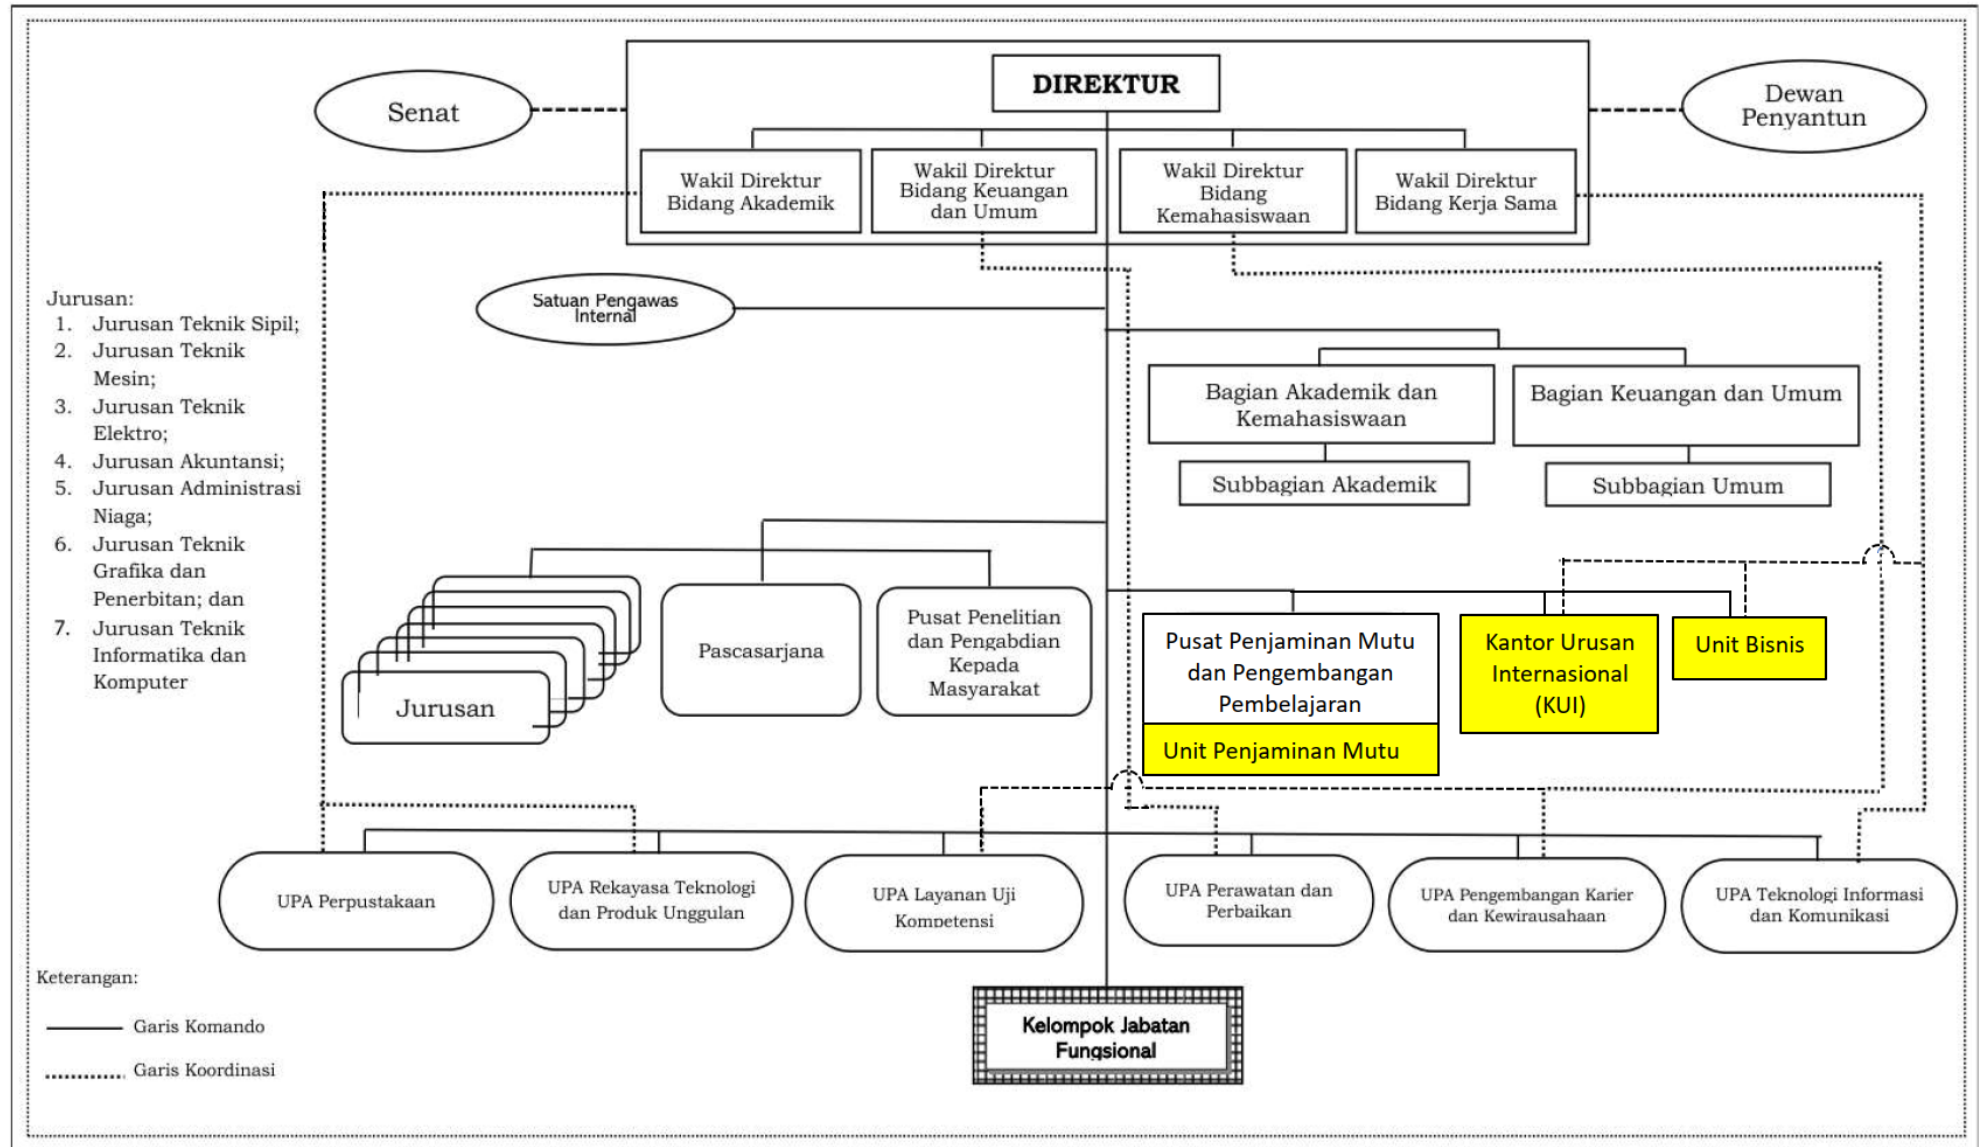 DIREKTUR
Senat
Dewan
Penyantun
Wakil Direktur
Bidang Akademik
Wakil Direktur
Bidang Keuangan
dan Umum
Wakil Direktur
Bidang
Kemahasiswaan
Wakil Direktur
Bidang Kerja Sama
Satuan Pengawas
Internal
Jurusan:
1. Jurusan Teknik Sipil;
2. Jurusan Teknik
Mesin;
3. Jurusan Teknik
Elektro;
4. Jurusan Akuntansi;
5. Jurusan Administrasi
Niaga;
6. Jurusan Teknik
Grafika dan
Penerbitan; dan
7. Jurusan Teknik
Informatika dan
Komputer
Bagian Akademik dan
Kemahasiswaan
Bagian Keuangan dan Umum
Subbagian Akademik
Subbagian Umum
Jurusan
Pascasarjana
Pusat Penelitian
dan Pengabdian
Kepada
Masyarakat
Pusat Penjaminan Mutu
dan Pengembangan
Pembelajaran
Unit Penjaminan Mutu
Kantor Urusan
Internasional
(KUI)
Unit Bisnis
UPA Perpustakaan
UPA Rekayasa Teknologi
dan Produk Unggulan
UPA Layanan Uji
Kompetensi
UPA Perawatan dan
Perbaikan
UPA Pengembangan Karier
dan Kewirausahaan
UPA Teknologi Informasi
dan Komunikasi
Keterangan:
Garis Komando
Garis Koordinasi
Kelompok Jabatan
Fungsional